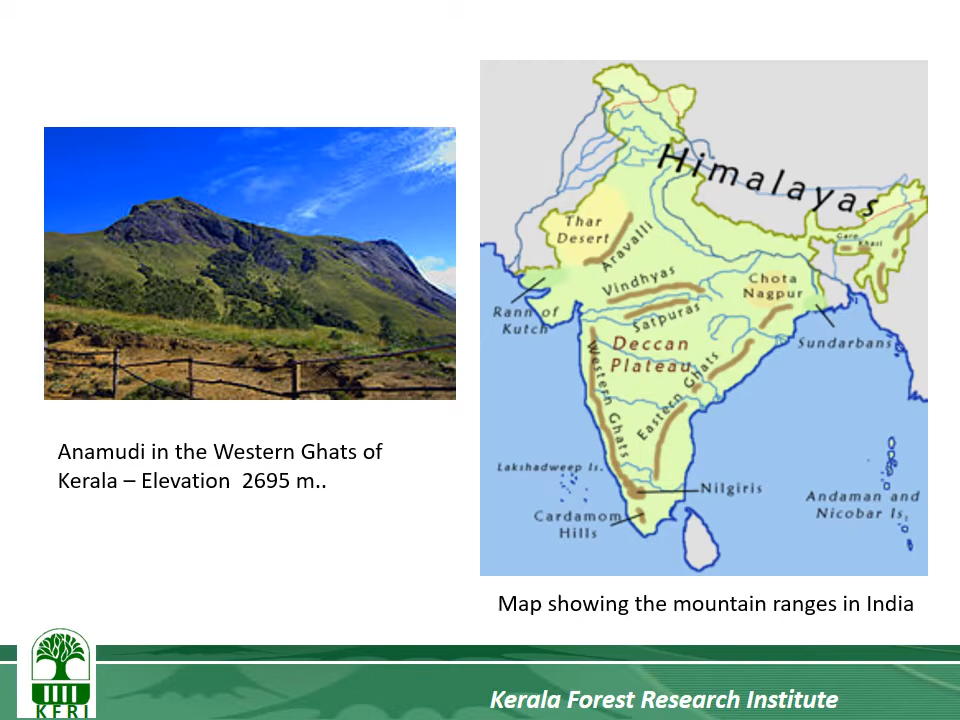 Himalayas
Thar
Desert
Aravalli
Vindhyas
Satpuras
Chota
Nagpur
Garo
Khasi
Rann of
Kutch
Sundarbans
Deccan
Plateau
Western Ghats
Eastern Ghats
Lakshadweep Is.
Nilgiris
Cardamom
Hills
Andaman and
Nicobar Is.
Anamudi in the Western Ghats of
Kerala – Elevation  2695 m..
Map showing the mountain ranges in India
KFRI
Kerala Forest Research Institute